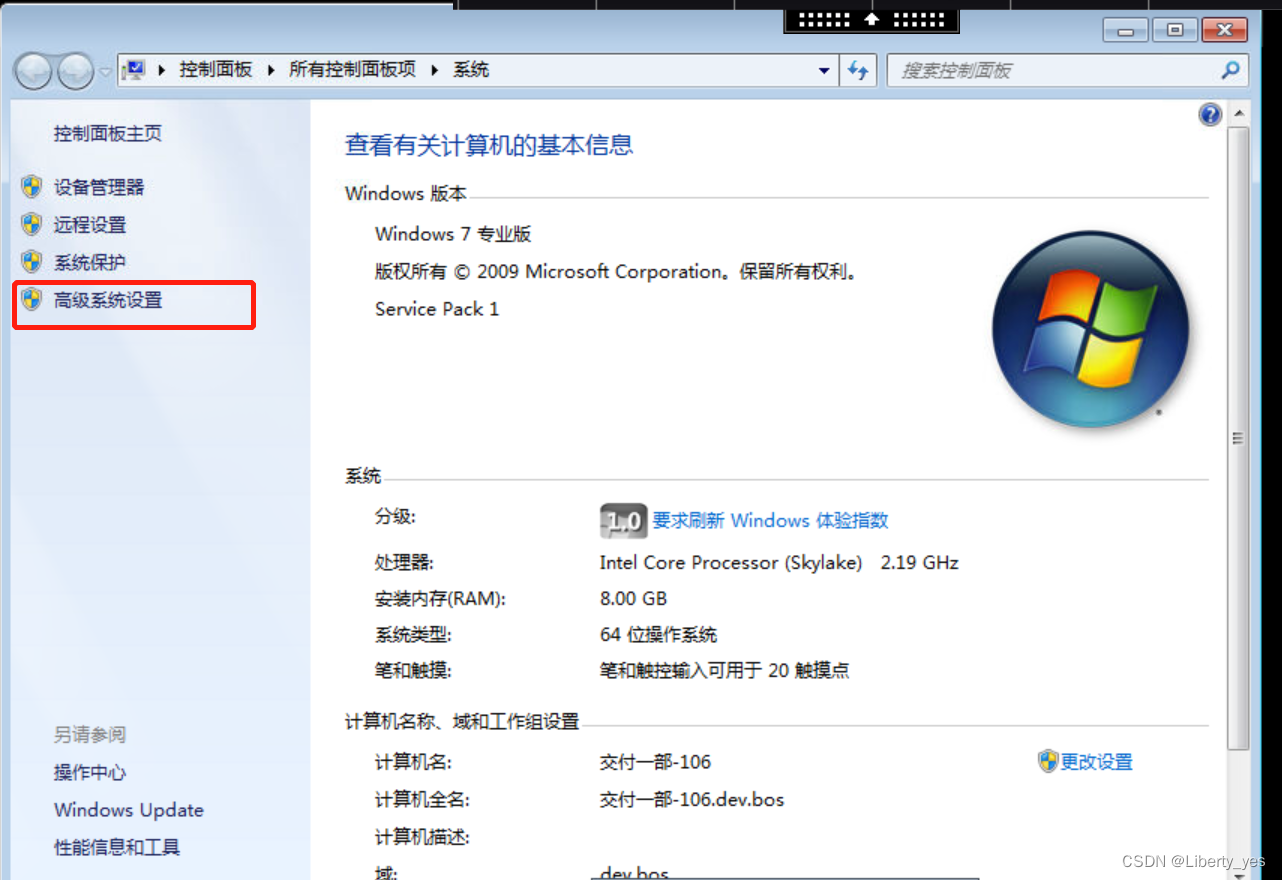 控制面板 ▸ 所有控制面板项 ▸ 系统
搜索控制面板
控制面板主页
设备管理器
远程设置
系统保护
高级系统设置
另请参阅
操作中心
Windows Update
性能信息和工具
查看有关计算机的基本信息
Windows 版本
Windows 7 专业版
版权所有 © 2009 Microsoft Corporation。保留所有权利。
Service Pack 1
系统
分级: 1.0 要求刷新 Windows 体验指数
处理器: Intel Core Processor (Skylake) 2.19 GHz
安装内存(RAM): 8.00 GB
系统类型: 64 位操作系统
笔和触摸: 笔和触控输入可用于 20 触摸点
计算机名称、域和工作组设置
计算机名: 交付一部-106 更改设置
计算机全名: 交付一部-106.dev.bos
计算机描述:
域: dev.bos
CSDN @Liberty_yes